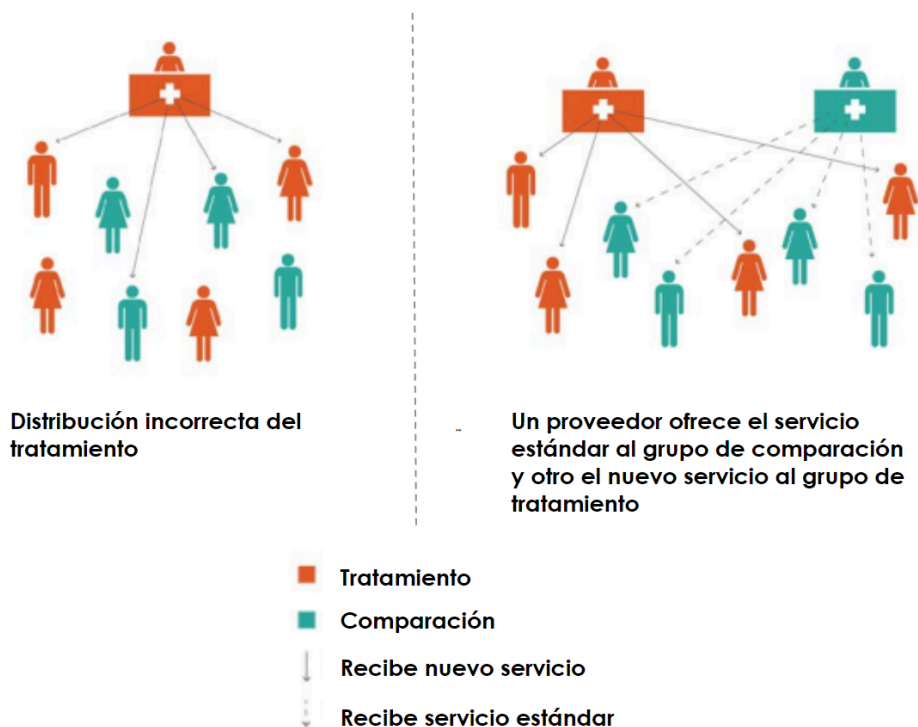 Distribución incorrecta del
tratamiento
Un proveedor ofrece el servicio
estándar al grupo de comparación
y otro el nuevo servicio al grupo de
tratamiento
Tratamiento
Comparación
Recibe nuevo servicio
Recibe servicio estándar